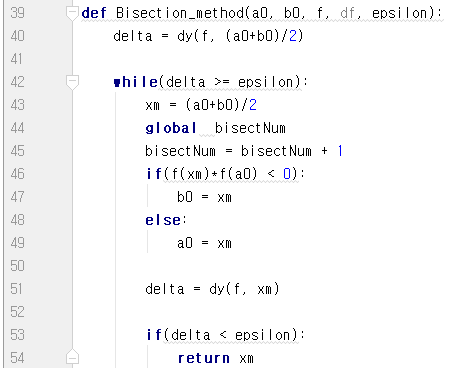 39 def Bisection_method(a0, b0, f, df, epsilon):
40     delta = dy(f, (a0+b0)/2)
41
42     while(delta >= epsilon):
43         xm = (a0+b0)/2
44         global  bisectNum
45         bisectNum = bisectNum + 1
46         if(f(xm)*f(a0) < 0):
47             b0 = xm
48         else:
49             a0 = xm
50
51         delta = dy(f, xm)
52
53         if(delta < epsilon):
54             return xm